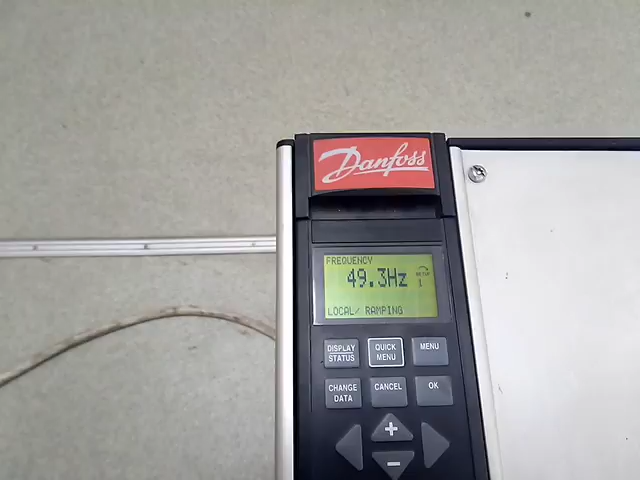 Danfoss
FREQUENCY
49.3Hz
SETUP
1
LOCAL/ RAMPING
DISPLAY
STATUS
QUICK
MENU
MENU
CHANGE
DATA
CANCEL
OK
+
−